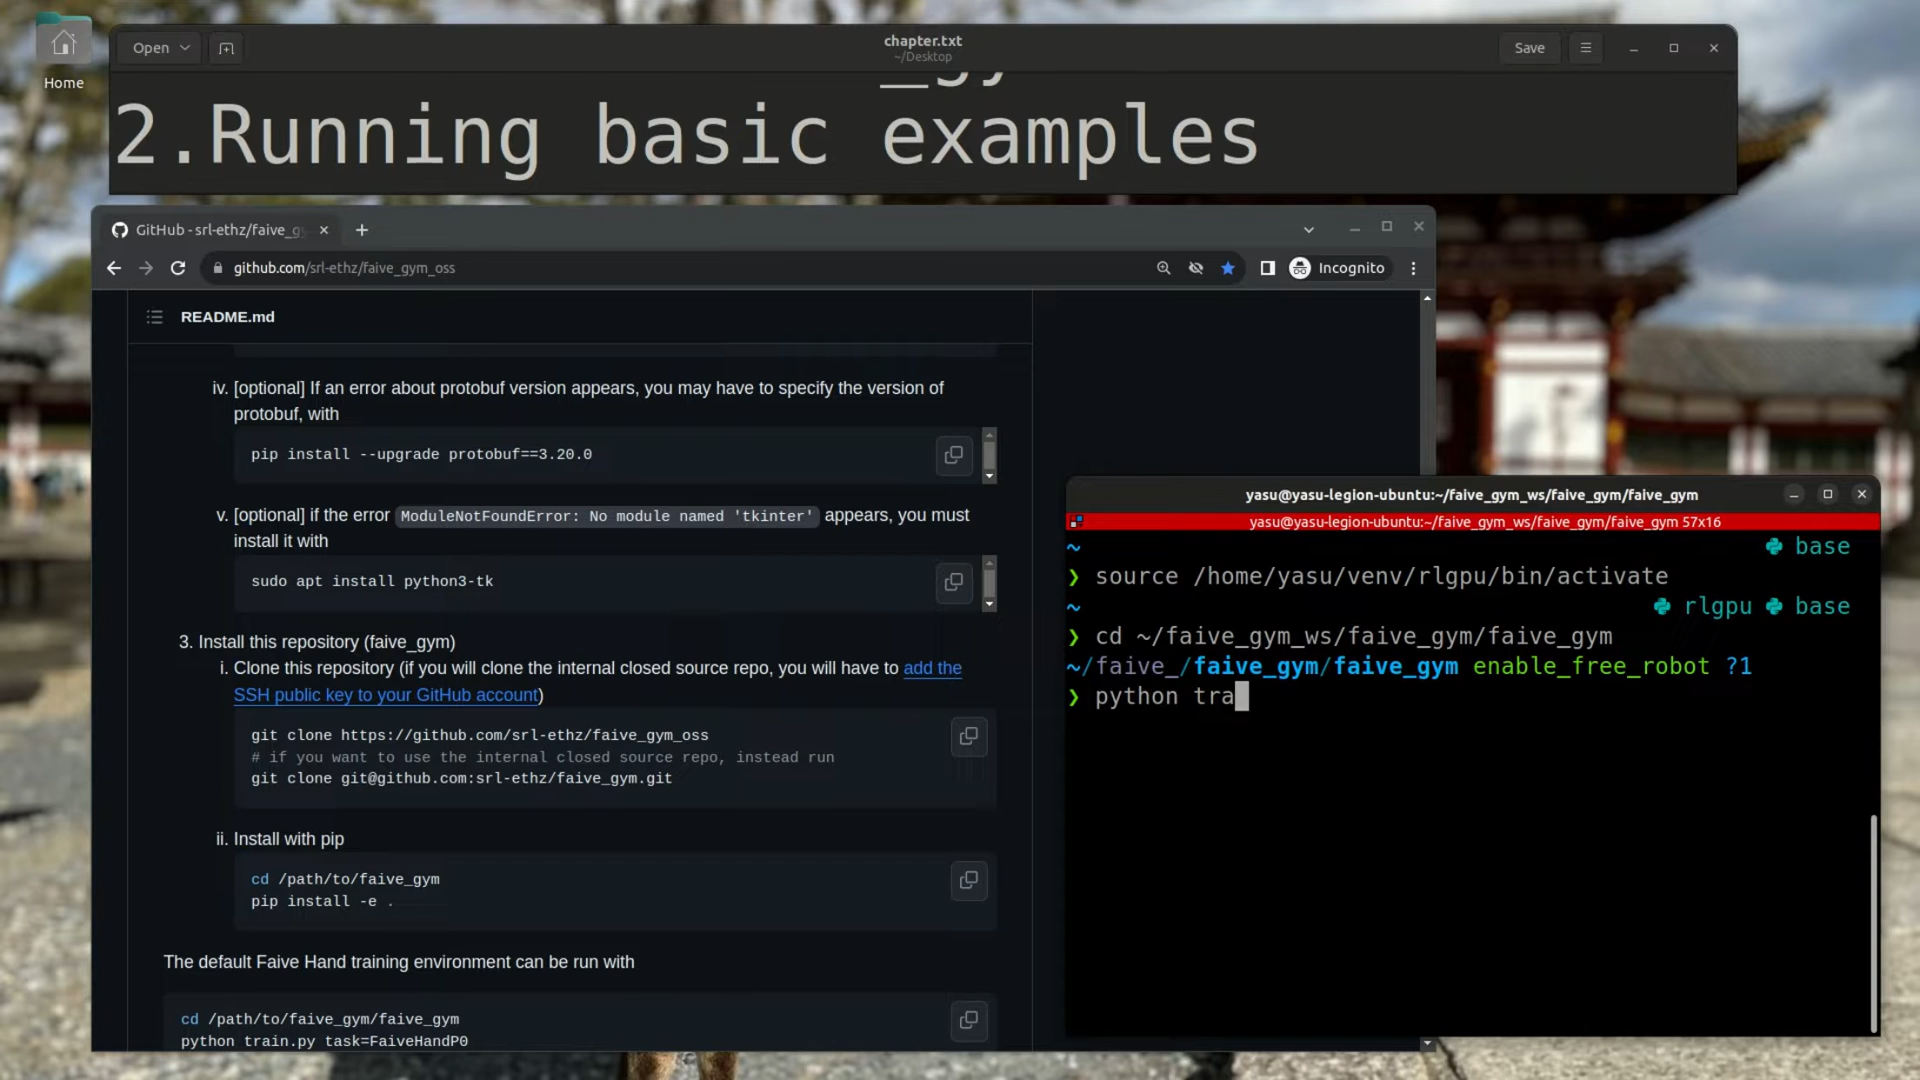 Home
Open
chapter.txt
~/Desktop
Save
2.Running basic examples
GitHub - srl-ethz/faive_g
github.com/srl-ethz/faive_gym_oss
Incognito
README.md
iv. [optional] If an error about protobuf version appears, you may have to specify the version of
protobuf, with
pip install --upgrade protobuf==3.20.0
v. [optional] if the error ModuleNotFoundError: No module named 'tkinter' appears, you must
install it with
sudo apt install python3-tk
3. Install this repository (faive_gym)
i. Clone this repository (if you will clone the internal closed source repo, you will have to add the
SSH public key to your GitHub account)
git clone https://github.com/srl-ethz/faive_gym_oss
# if you want to use the internal closed source repo, instead run
git clone git@github.com:srl-ethz/faive_gym.git
ii. Install with pip
cd /path/to/faive_gym
pip install -e .
The default Faive Hand training environment can be run with
cd /path/to/faive_gym/faive_gym
python train.py task=FaiveHandP0
yasu@yasu-legion-ubuntu:~/faive_gym_ws/faive_gym/faive_gym
yasu@yasu-legion-ubuntu:~/faive_gym_ws/faive_gym/faive_gym 57x16
~ base
❯ source /home/yasu/venv/rlgpu/bin/activate
~ rlgpu base
❯ cd ~/faive_gym_ws/faive_gym/faive_gym
~/faive_/faive_gym/faive_gym enable_free_robot ?1
❯ python tra